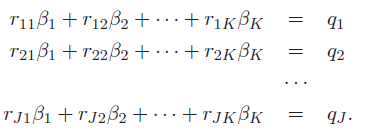 r₁₁β₁ + r₁₂β₂ + ⋯ + r₁KβK = q₁
r₂₁β₁ + r₂₂β₂ + ⋯ + r₂KβK = q₂
⋯
rJ₁β₁ + rJ₂β₂ + ⋯ + rJKβK = qJ.